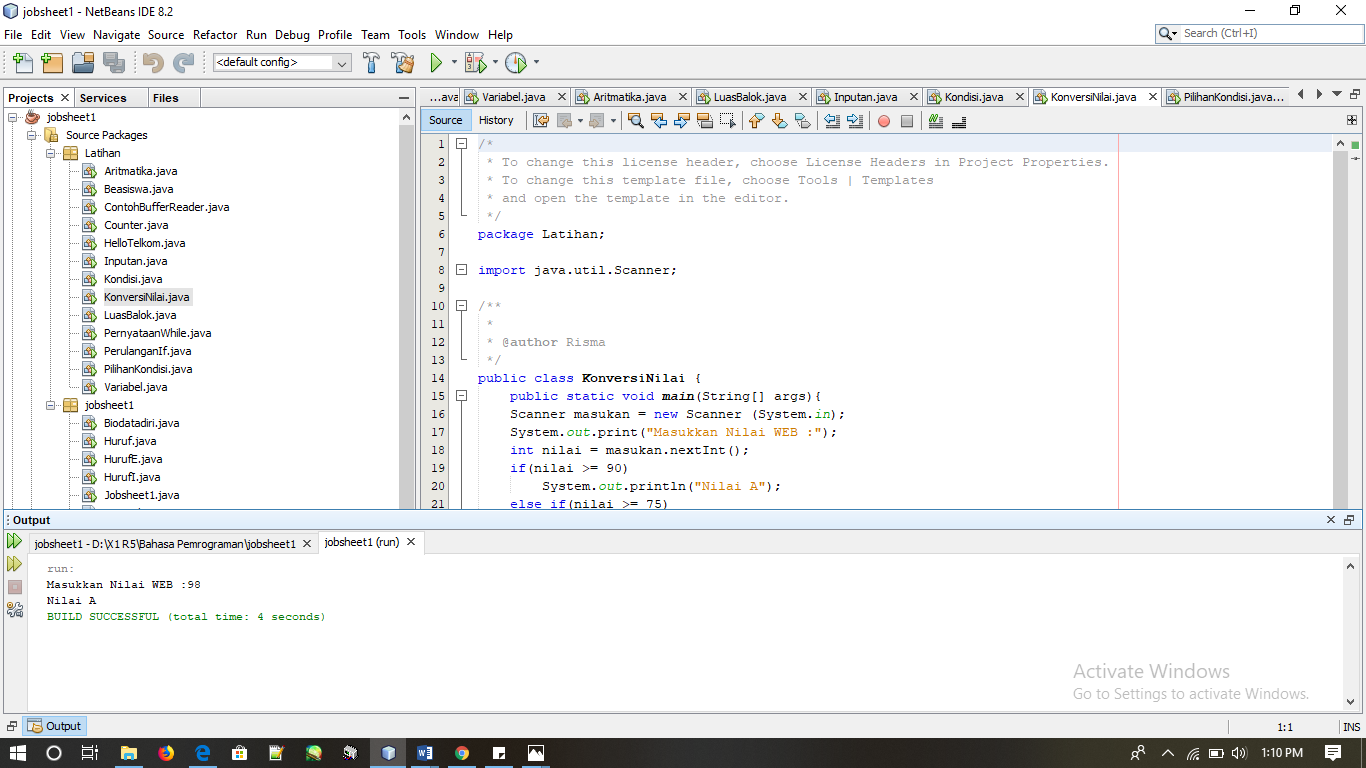 jobsheet1 - NetBeans IDE 8.2
File Edit View Navigate Source Refactor Run Debug Profile Team Tools Window Help
Search (Ctrl+I)
<default config>
Projects Services Files
jobsheet1
Source Packages
Latihan
Aritmatika.java
Beasiswa.java
ContohBufferReader.java
Counter.java
HelloTelkom.java
Inputan.java
Kondisi.java
KonversiNilai.java
LuasBalok.java
PernyataanWhile.java
PerulanganIf.java
PilihanKondisi.java
Variabel.java
jobsheet1
Biodatadiri.java
Huruf.java
HurufE.java
HurufI.java
Jobsheet1.java
...ava Variabel.java Aritmatika.java LuasBalok.java Inputan.java Kondisi.java KonversiNilai.java PilihanKondisi.java...
Source History
1 /*
2 * To change this license header, choose License Headers in Project Properties.
3 * To change this template file, choose Tools | Templates
4 * and open the template in the editor.
5 */
6 package Latihan;
7
8 import java.util.Scanner;
9
10 /**
11 *
12 * @author Risma
13 */
14 public class KonversiNilai {
15 public static void main(String[] args){
16 Scanner masukan = new Scanner (System.in);
17 System.out.print("Masukkan Nilai WEB :");
18 int nilai = masukan.nextInt();
19 if(nilai >= 90)
20 System.out.println("Nilai A");
21 else if(nilai >= 75)
Output
jobsheet1 - D:\X1 R5\Bahasa Pemrograman\jobsheet1 jobsheet1 (run)
run:
Masukkan Nilai WEB :98
Nilai A
BUILD SUCCESSFUL (total time: 4 seconds)
Activate Windows
Go to Settings to activate Windows.
Output
1:1 INS
1:10 PM